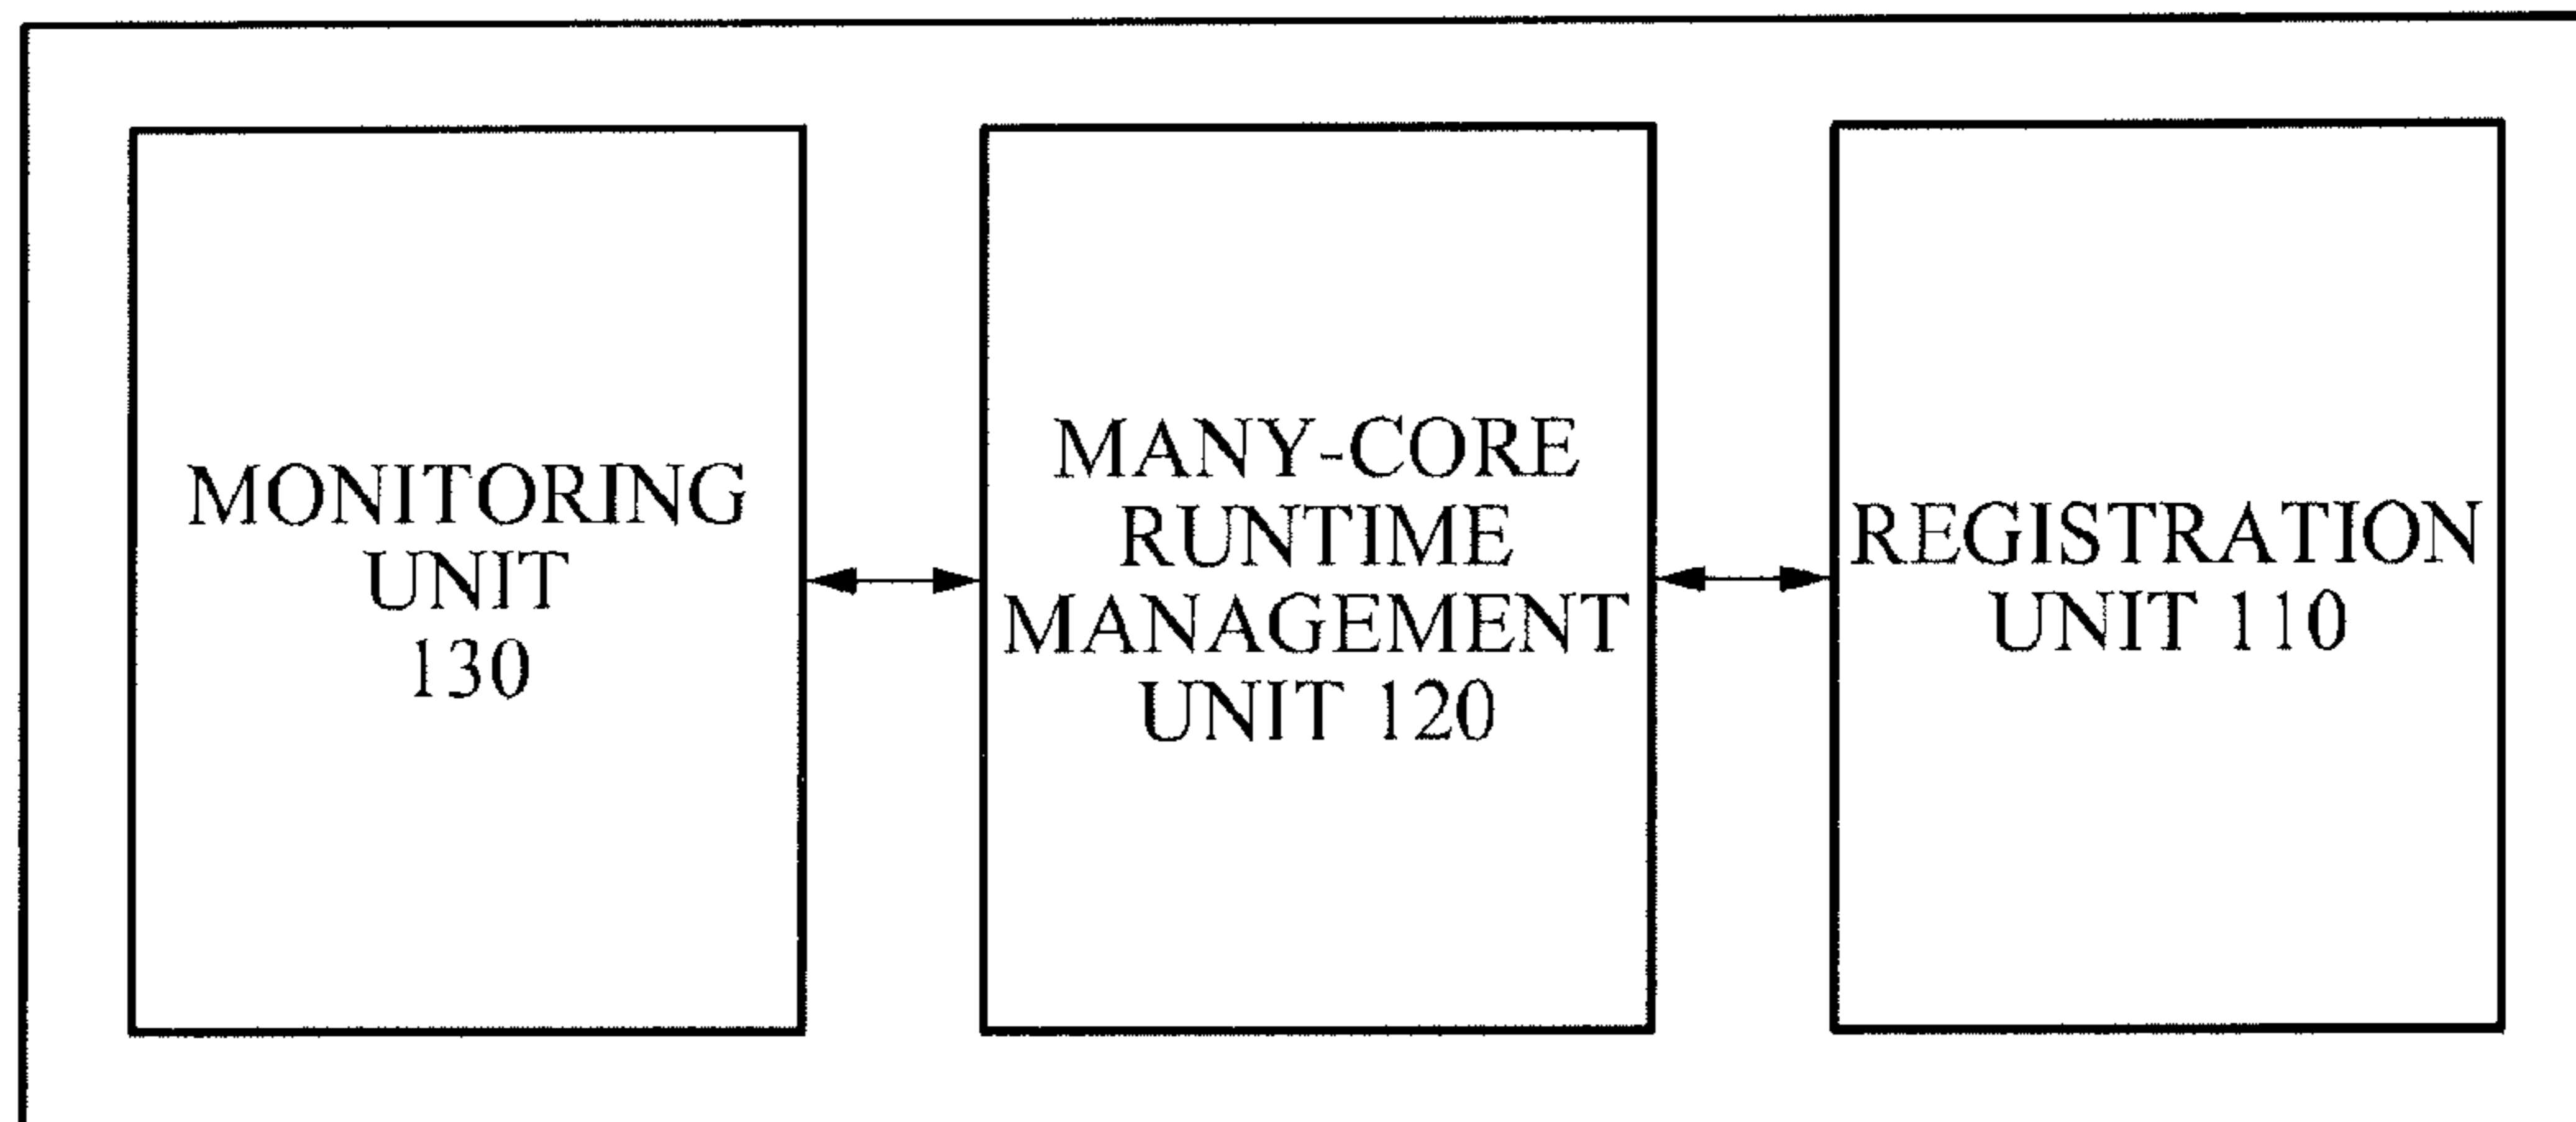 MONITORING
UNIT
130
MANY-CORE
RUNTIME
MANAGEMENT
UNIT 120
REGISTRATION
UNIT 110